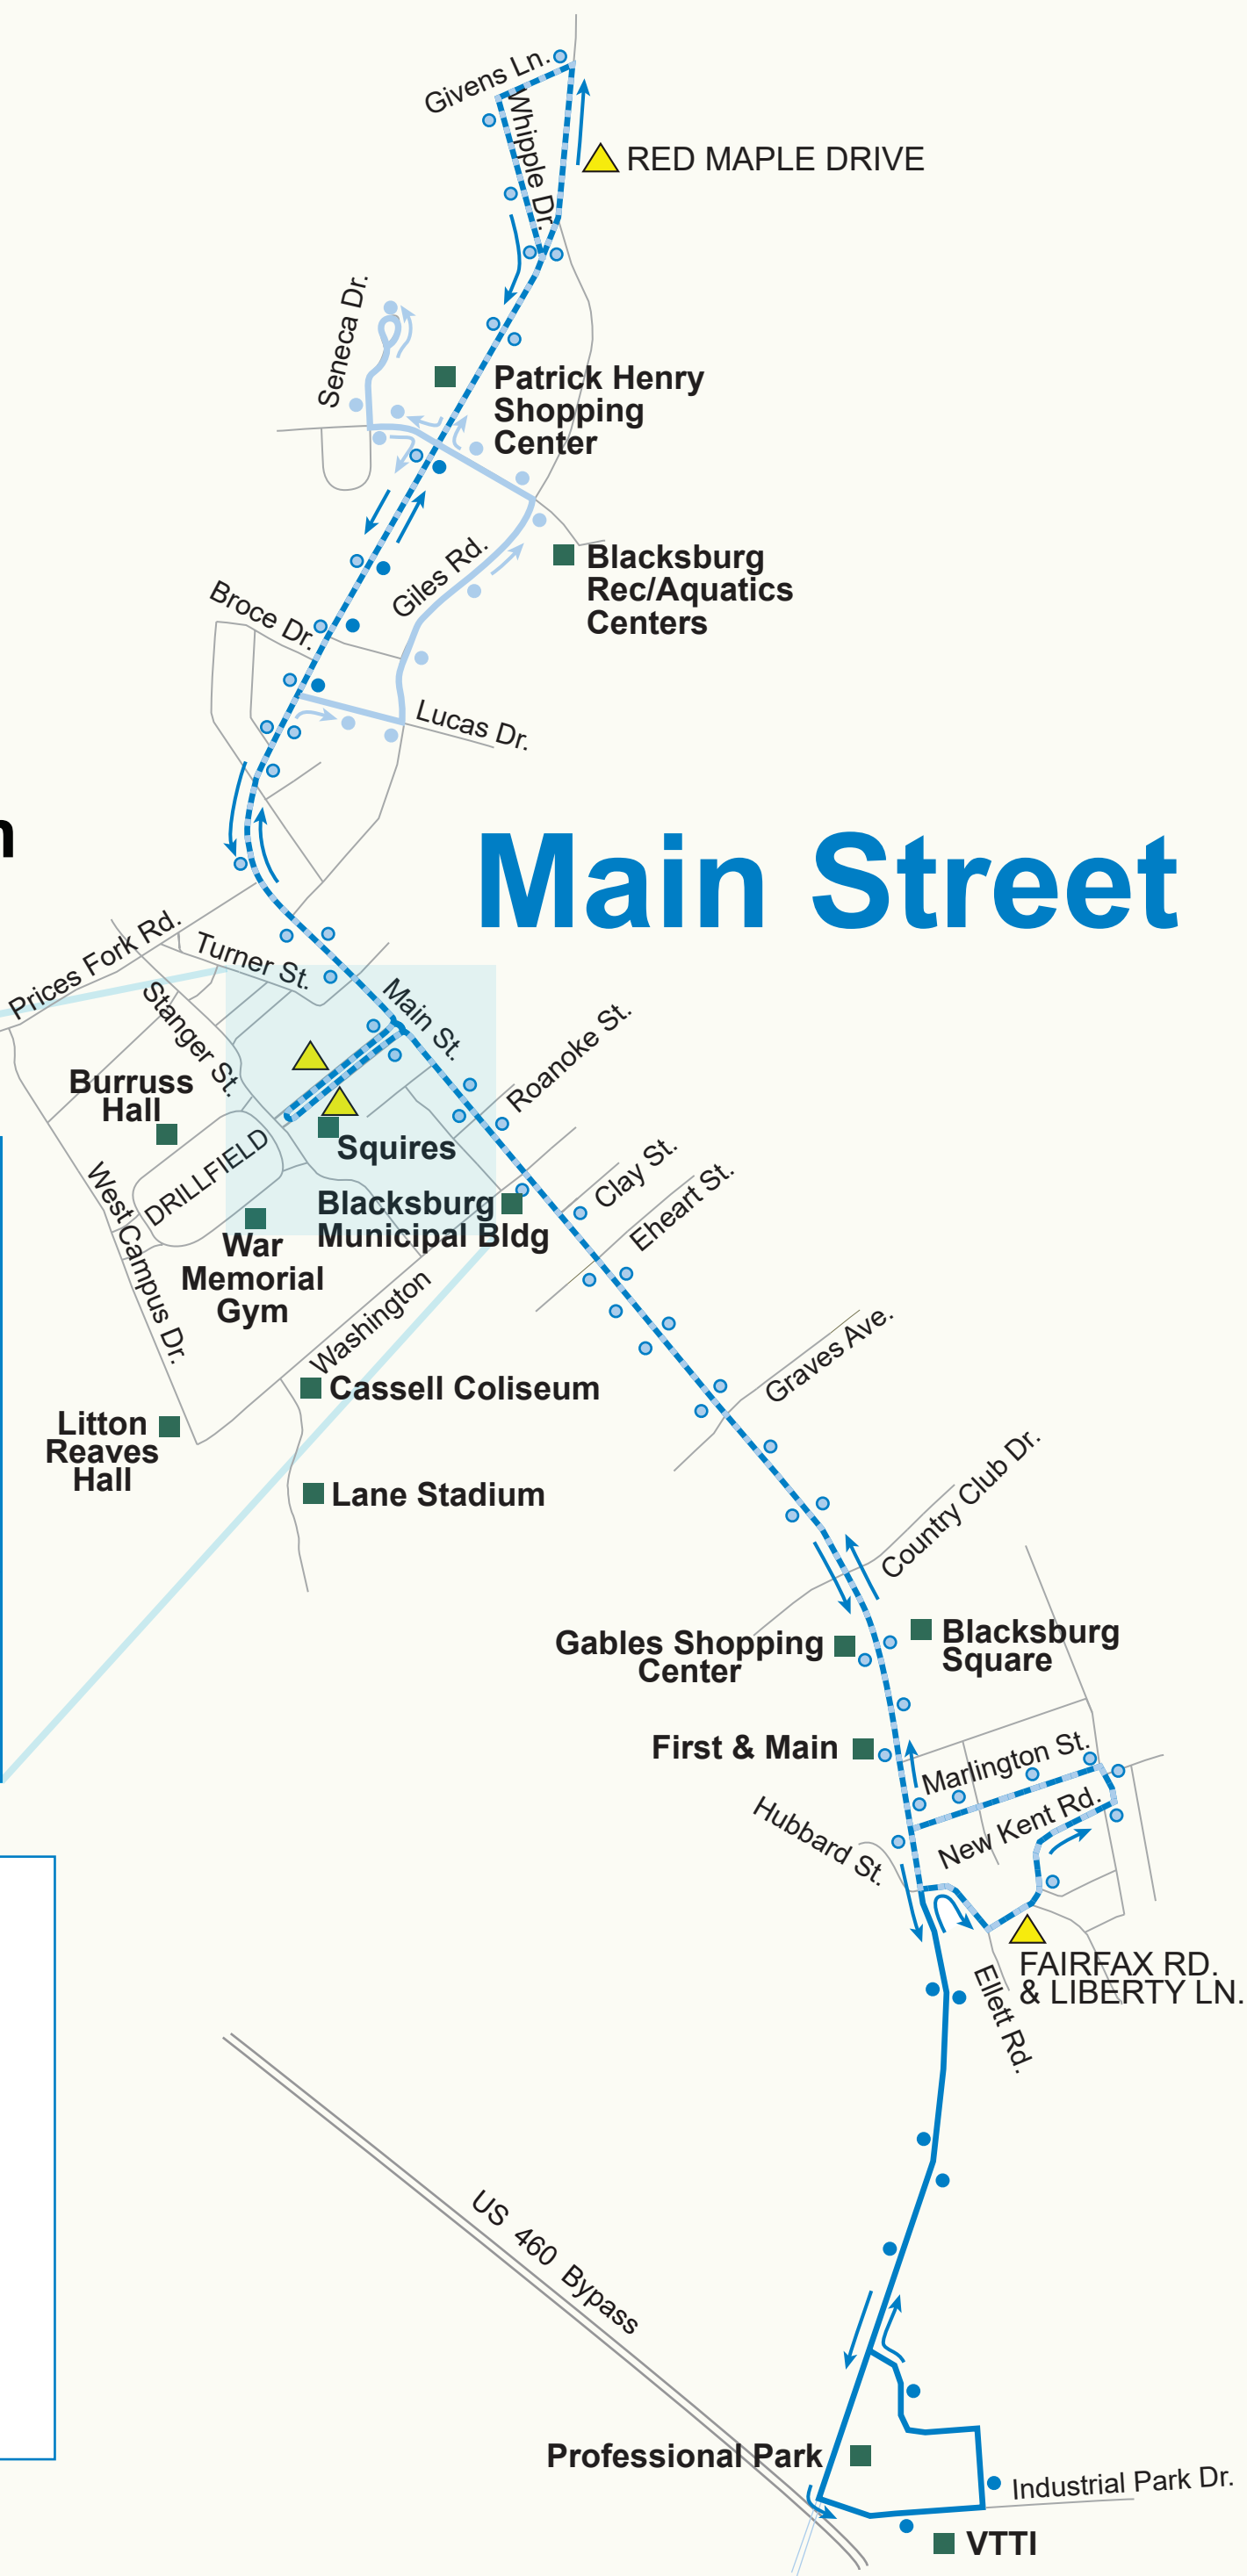 Givens Ln.
Whipple Dr.
RED MAPLE DRIVE
Seneca Dr.
Patrick Henry
Shopping
Center
Giles Rd.
Blacksburg
Rec/Aquatics
Centers
Broce Dr.
Lucas Dr.
Main Street
Prices Fork Rd.
Turner St.
Stanger St.
Main St.
Roanoke St.
Burruss
Hall
Squires
DRILLFIELD
Clay St.
Eheart St.
West Campus Dr.
Blacksburg
Municipal Bldg
War
Memorial
Gym
Washington
Graves Ave.
Cassell Coliseum
Litton
Reaves
Hall
Lane Stadium
Country Club Dr.
Gables Shopping
Center
Blacksburg
Square
First & Main
Marlington St.
Hubbard St.
New Kent Rd.
FAIRFAX RD.
& LIBERTY LN.
Ellett Rd.
US 460 Bypass
Professional Park
Industrial Park Dr.
VTTI